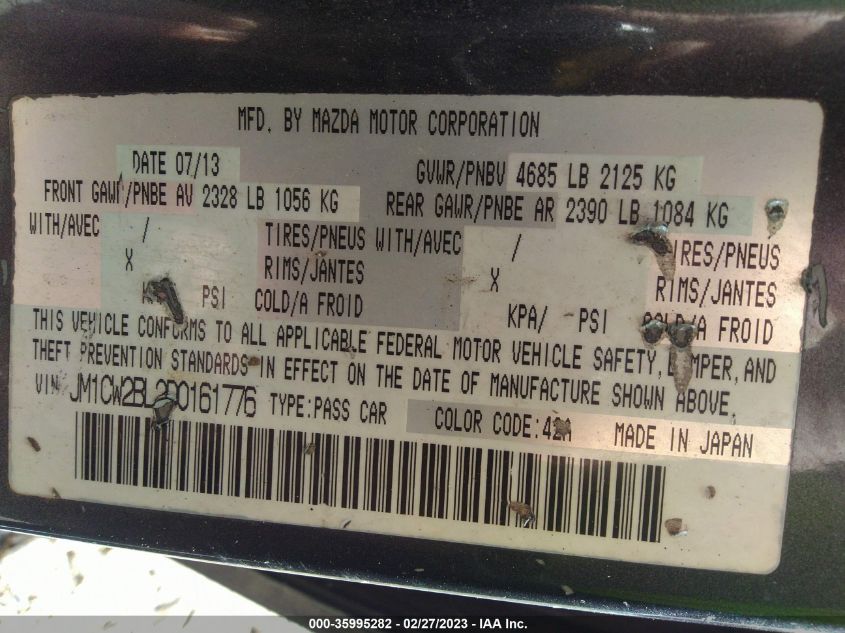 MFD. BY MAZDA MOTOR CORPORATION
DATE 07/13
GVWR/PNBV 4685 LB 2125 KG
FRONT GAWR/PNBE AV 2328 LB 1056 KG
REAR GAWR/PNBE AR 2390 LB 1084 KG
WITH/AVEC / TIRES/PNEUS WITH/AVEC / TIRES/PNEUS
X RIMS/JANTES X RIMS/JANTES
PSI COLD/A FROID KPA/ PSI COLD/A FROID
THIS VEHICLE CONFORMS TO ALL APPLICABLE FEDERAL MOTOR VEHICLE SAFETY, BUMPER, AND
THEFT PREVENTION STANDARDS IN EFFECT ON THE DATE OF MANUFACTURE SHOWN ABOVE.
VIN TYPE:PASS CAR COLOR CODE: MADE IN JAPAN
000-35995282 - 02/27/2023 - IAA Inc.